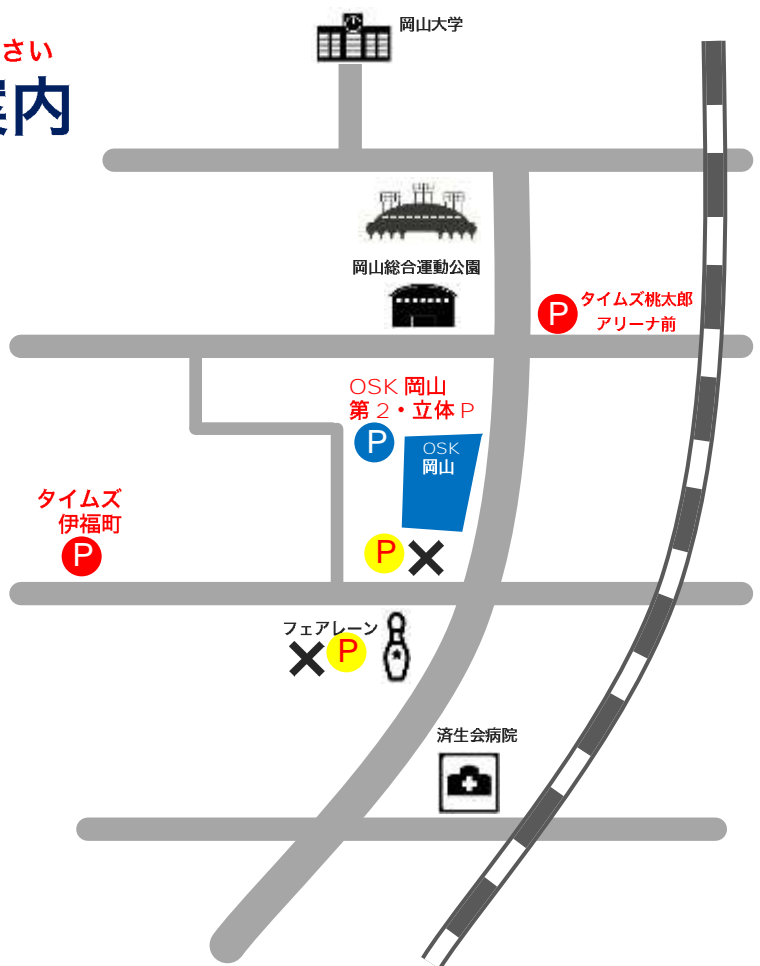 岡山大学
さい
案内
岡山総合運動公園
P
タイムズ桃太郎
アリーナ前
OSK 岡山
第 2・立体 P
P
OSK
岡山
タイムズ
伊福町
P
P
フェアレーン
P
済生会病院